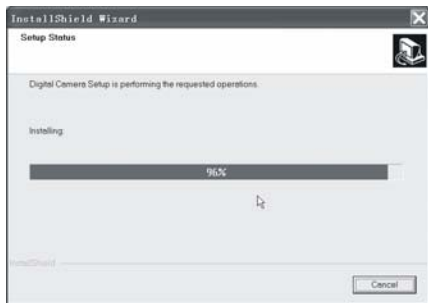 InstallShield Wizard
Setup Status
Digital Camera Setup is performing the requested operations.
Installing:
96%
InstallShield
Cancel